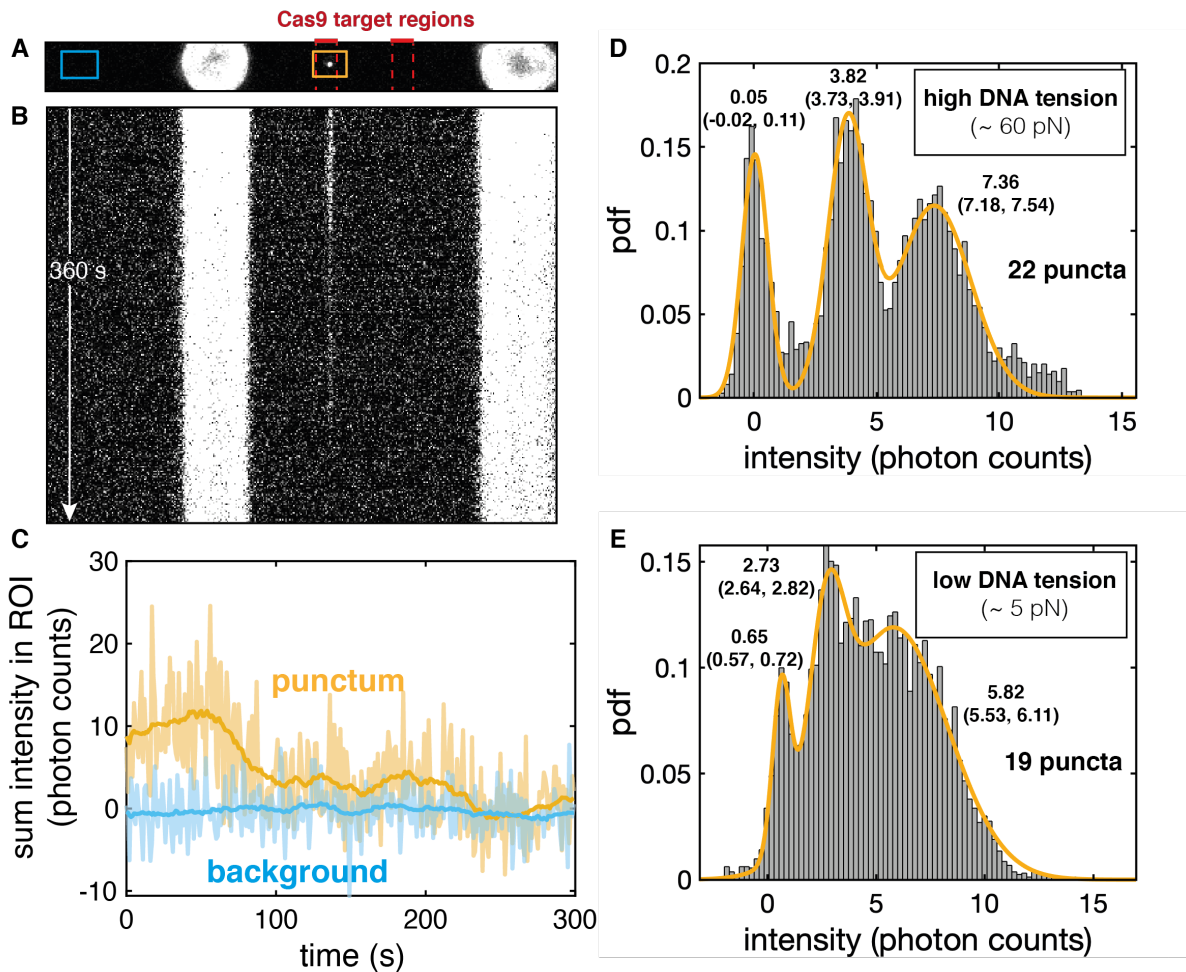 Cas9 target regions
A
B
360 s
C
30
20
10
0
-10
sum intensity in ROI
(photon counts)
punctum
background
0
100
200
300
time (s)
D
0.2
0.15
0.1
0.05
0
pdf
0.05
(-0.02, 0.11)
3.82
(3.73, 3.91)
high DNA tension
(~ 60 pN)
7.36
(7.18, 7.54)
22 puncta
0
5
10
15
intensity (photon counts)
E
0.15
0.1
0.05
0
pdf
2.73
(2.64, 2.82)
0.65
(0.57, 0.72)
low DNA tension
(~ 5 pN)
5.82
(5.53, 6.11)
19 puncta
0
5
10
15
intensity (photon counts)